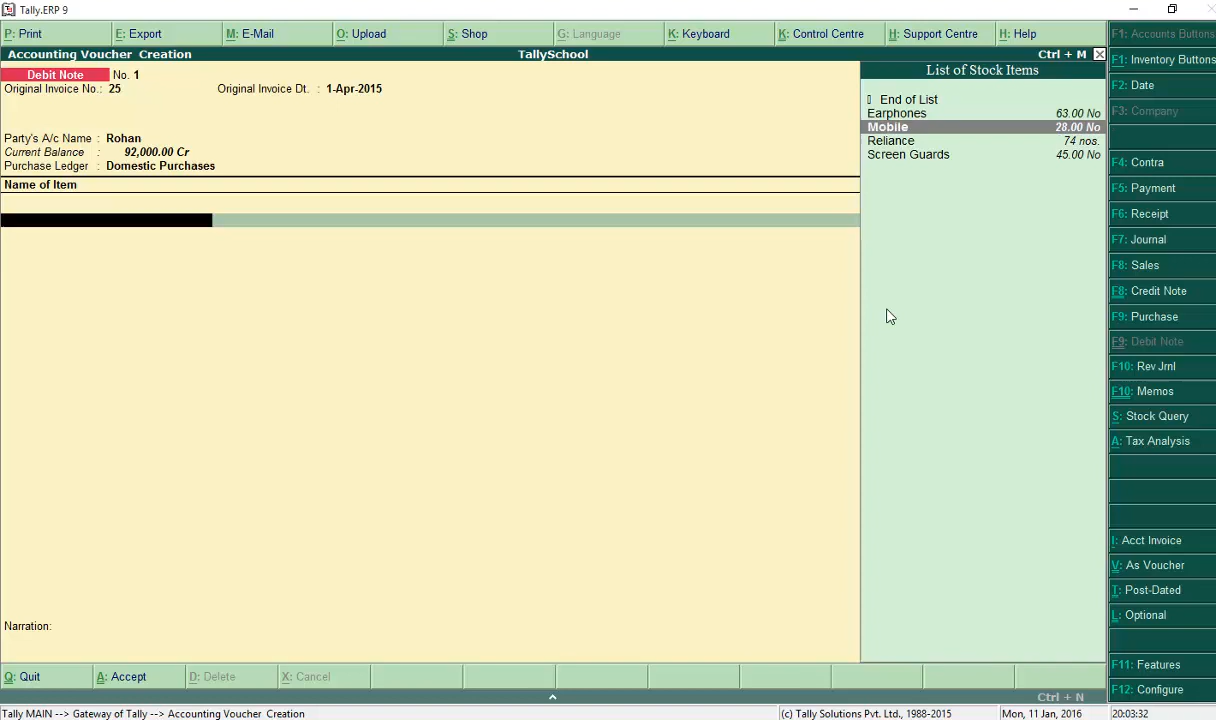 Tally.ERP 9
P: Print E: Export M: E-Mail O: Upload S: Shop G: Language K: Keyboard K: Control Centre H: Support Centre H: Help
Accounting Voucher Creation TallySchool Ctrl + M
Debit Note No. 1
Original Invoice No.: 25 Original Invoice Dt. : 1-Apr-2015
Party's A/c Name : Rohan
Current Balance : 92,000.00 Cr
Purchase Ledger : Domestic Purchases
Name of Item
Narration:
List of Stock Items
End of List
Earphones 63.00 No
Mobile 28.00 No
Reliance 74 nos.
Screen Guards 45.00 No
F1: Accounts Buttons
F1: Inventory Buttons
F2: Date
F3: Company
F4: Contra
F5: Payment
F6: Receipt
F7: Journal
F8: Sales
F8: Credit Note
F9: Purchase
F9: Debit Note
F10: Rev Jrnl
F10: Memos
S: Stock Query
A: Tax Analysis
I: Acct Invoice
V: As Voucher
T: Post-Dated
L: Optional
F11: Features
F12: Configure
Q: Quit A: Accept D: Delete X: Cancel
Ctrl + N
Tally MAIN --> Gateway of Tally --> Accounting Voucher Creation (c) Tally Solutions Pvt. Ltd., 1988-2015 Mon, 11 Jan, 2016 20:03:32